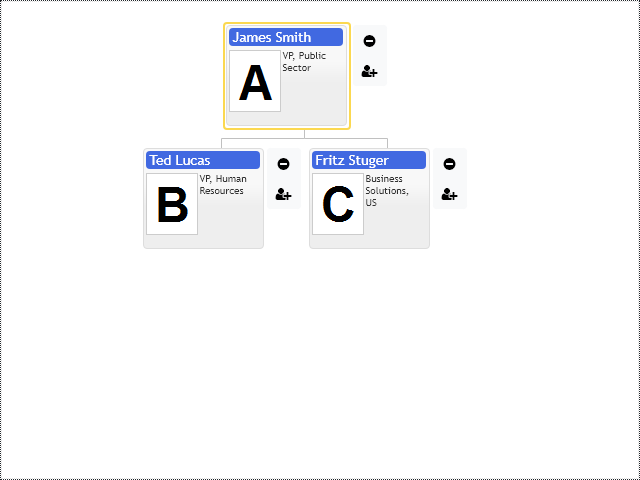 James Smith
VP, Public
Sector
A
Ted Lucas
VP, Human
Resources
B
Fritz Stuger
Business
Solutions,
US
C